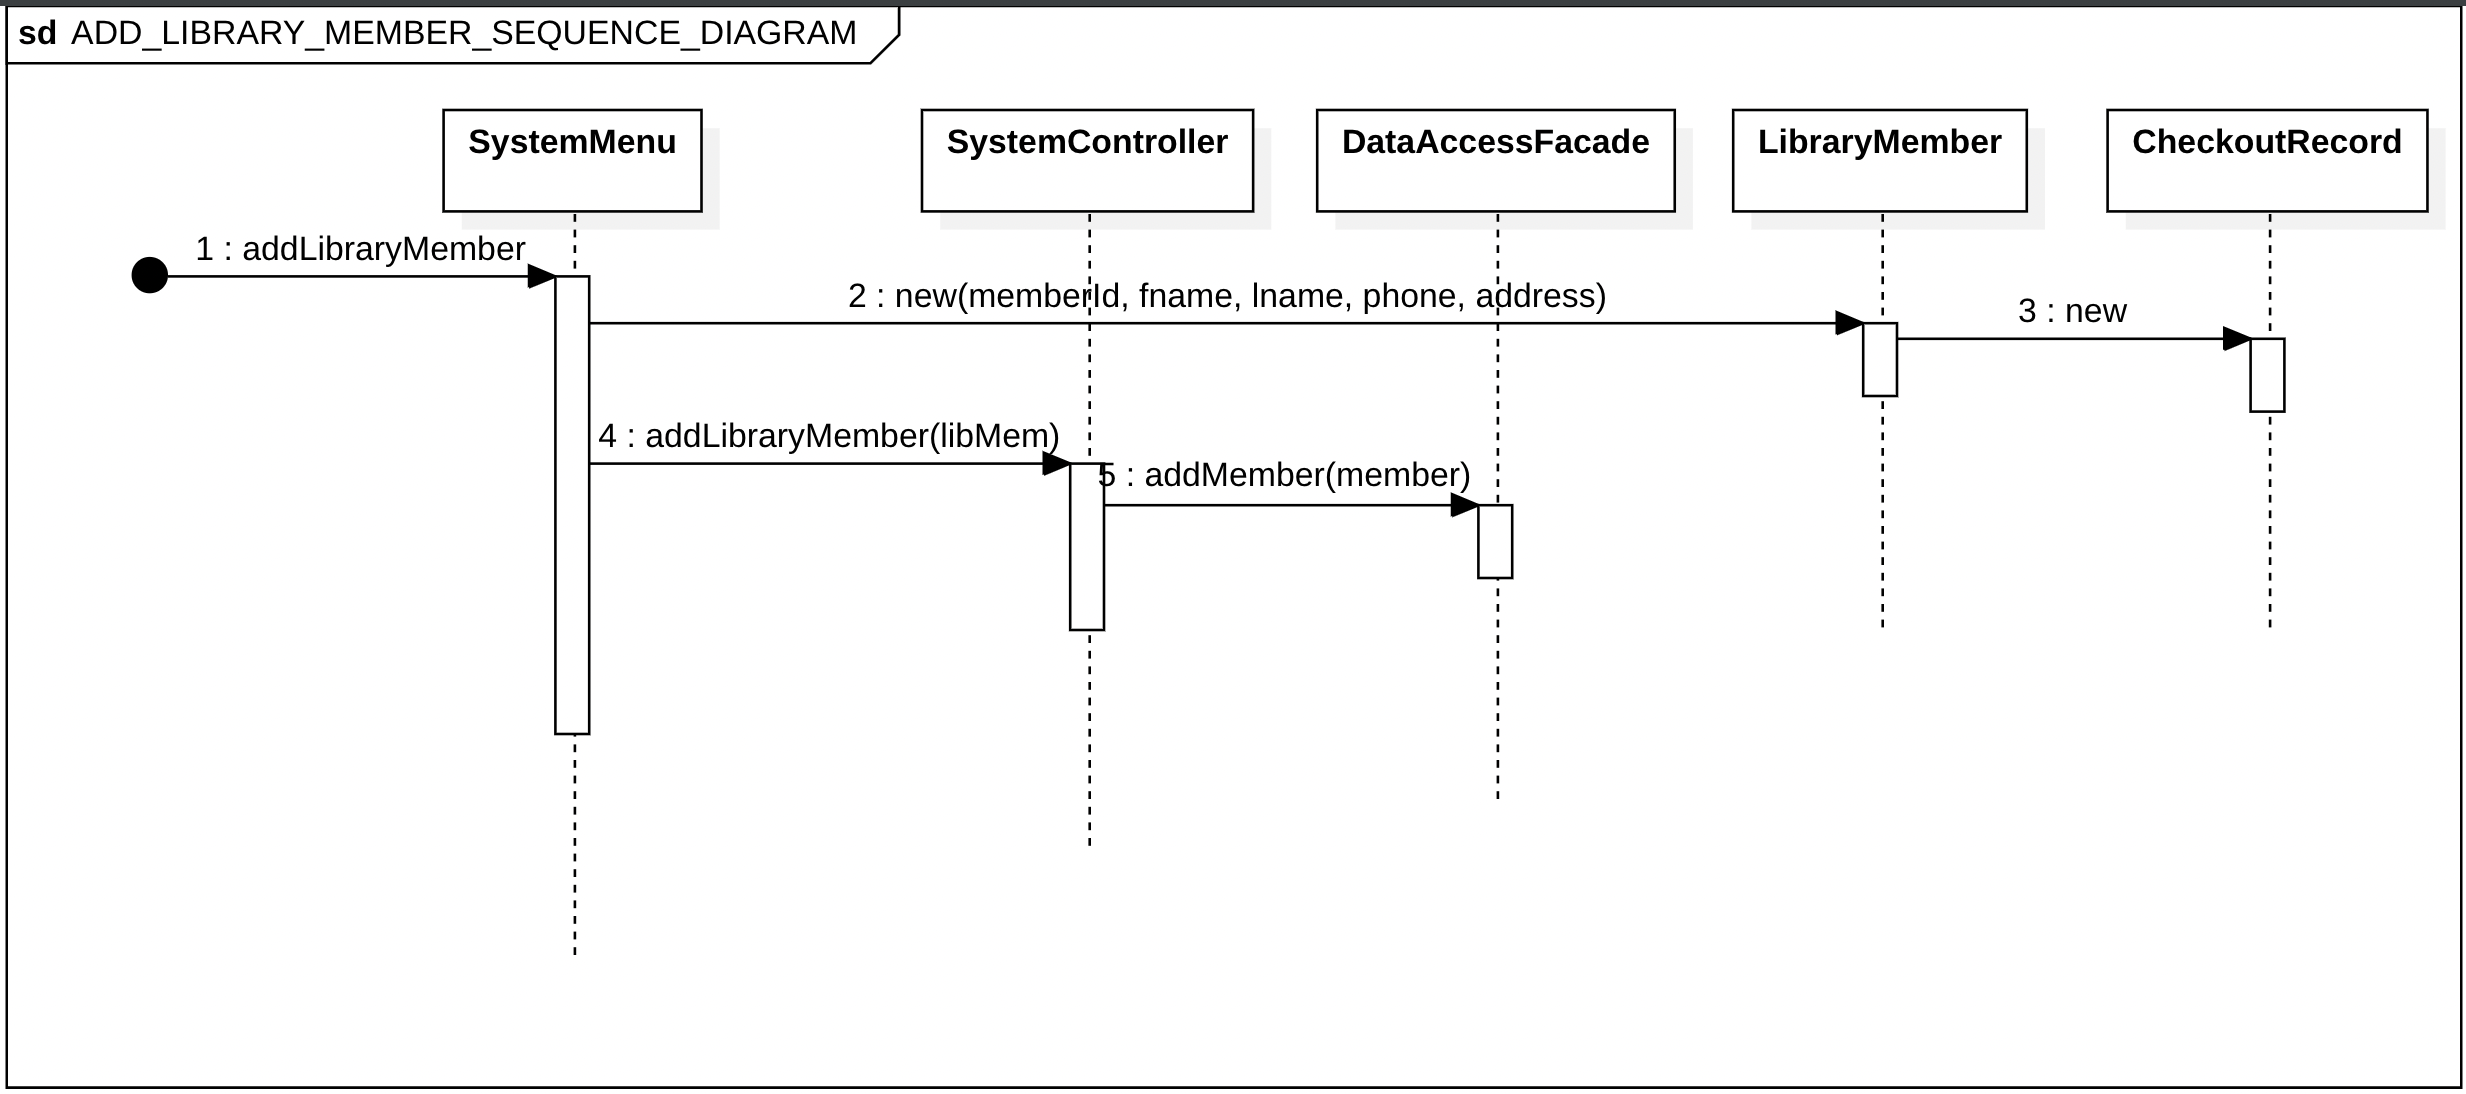 sd ADD_LIBRARY_MEMBER_SEQUENCE_DIAGRAM
SystemMenu
SystemController
DataAccessFacade
LibraryMember
CheckoutRecord
1 : addLibraryMember
2 : new(memberId, fname, lname, phone, address)
3 : new
4 : addLibraryMember(libMem)
5 : addMember(member)